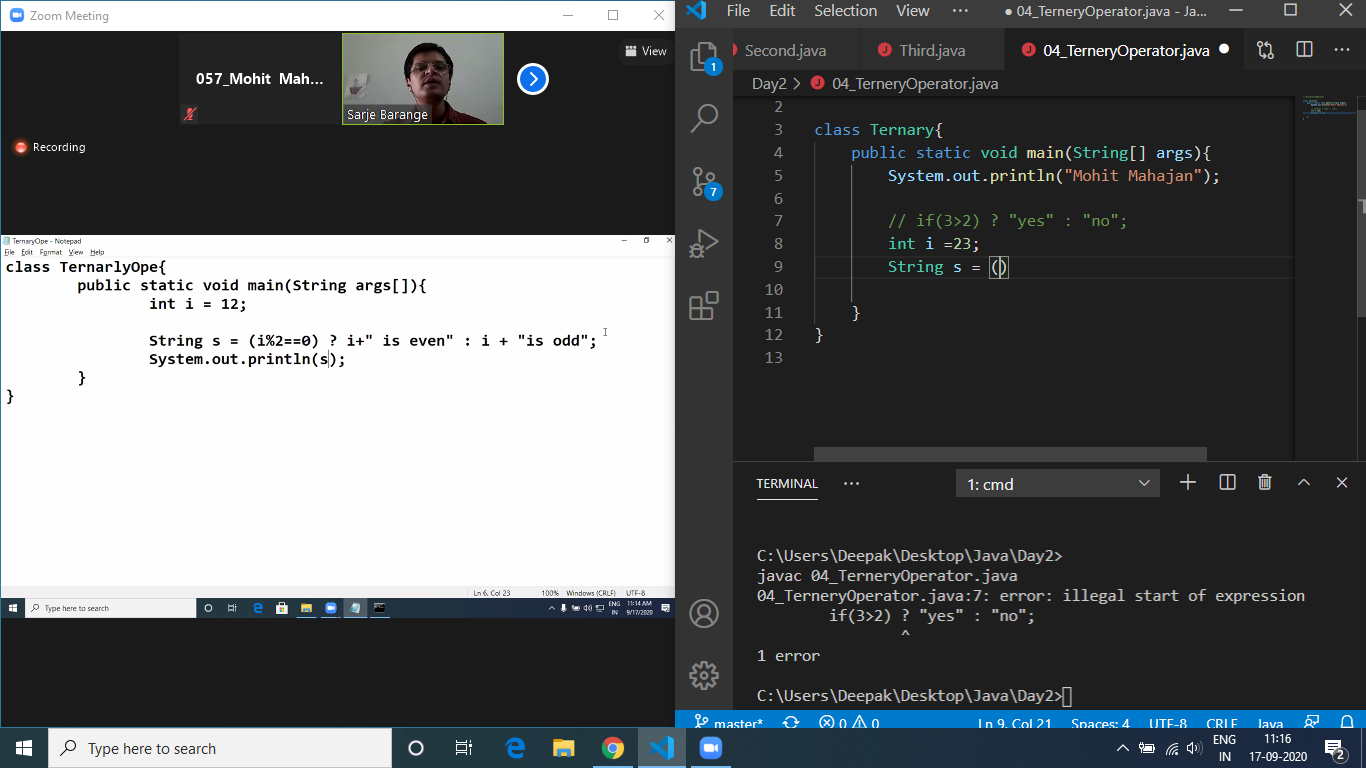 Zoom Meeting
057_Mohit Mah...
View
Sarje Barange
Recording
TernaryOpe - Notepad
File Edit Format View Help
class TernarlyOpe{
public static void main(String args[]){
int i = 12;
String s = (i%2==0) ? i+" is even" : i + "is odd";
System.out.println(s);
}
}
Ln 6, Col 23 100% Windows (CRLF) UTF-8
Type here to search
ENG 11:14 AM
IN 9/17/2020
File Edit Selection View ··· ● 04_TerneryOperator.java - Ja...
Second.java Third.java 04_TerneryOperator.java ···
Day2 > 04_TerneryOperator.java
1
7
2
3 class Ternary{
4 public static void main(String[] args){
5 System.out.println("Mohit Mahajan");
6
7 // if(3>2) ? "yes" : "no";
8 int i =23;
9 String s = ()
10
11 }
12 }
13
TERMINAL ··· 1: cmd
C:\Users\Deepak\Desktop\Java\Day2>
javac 04_TerneryOperator.java
04_TerneryOperator.java:7: error: illegal start of expression
if(3>2) ? "yes" : "no";
^
1 error
C:\Users\Deepak\Desktop\Java\Day2>
master* 0 0 Ln 9, Col 21 Spaces: 4 UTF-8 CRLF Java
Type here to search
ENG 11:16
IN 17-09-2020
2